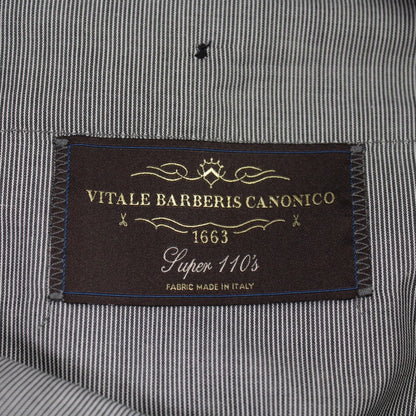 VITALE BARBERIS CANONICO
1663
Super 110's
FABRIC MADE IN ITALY